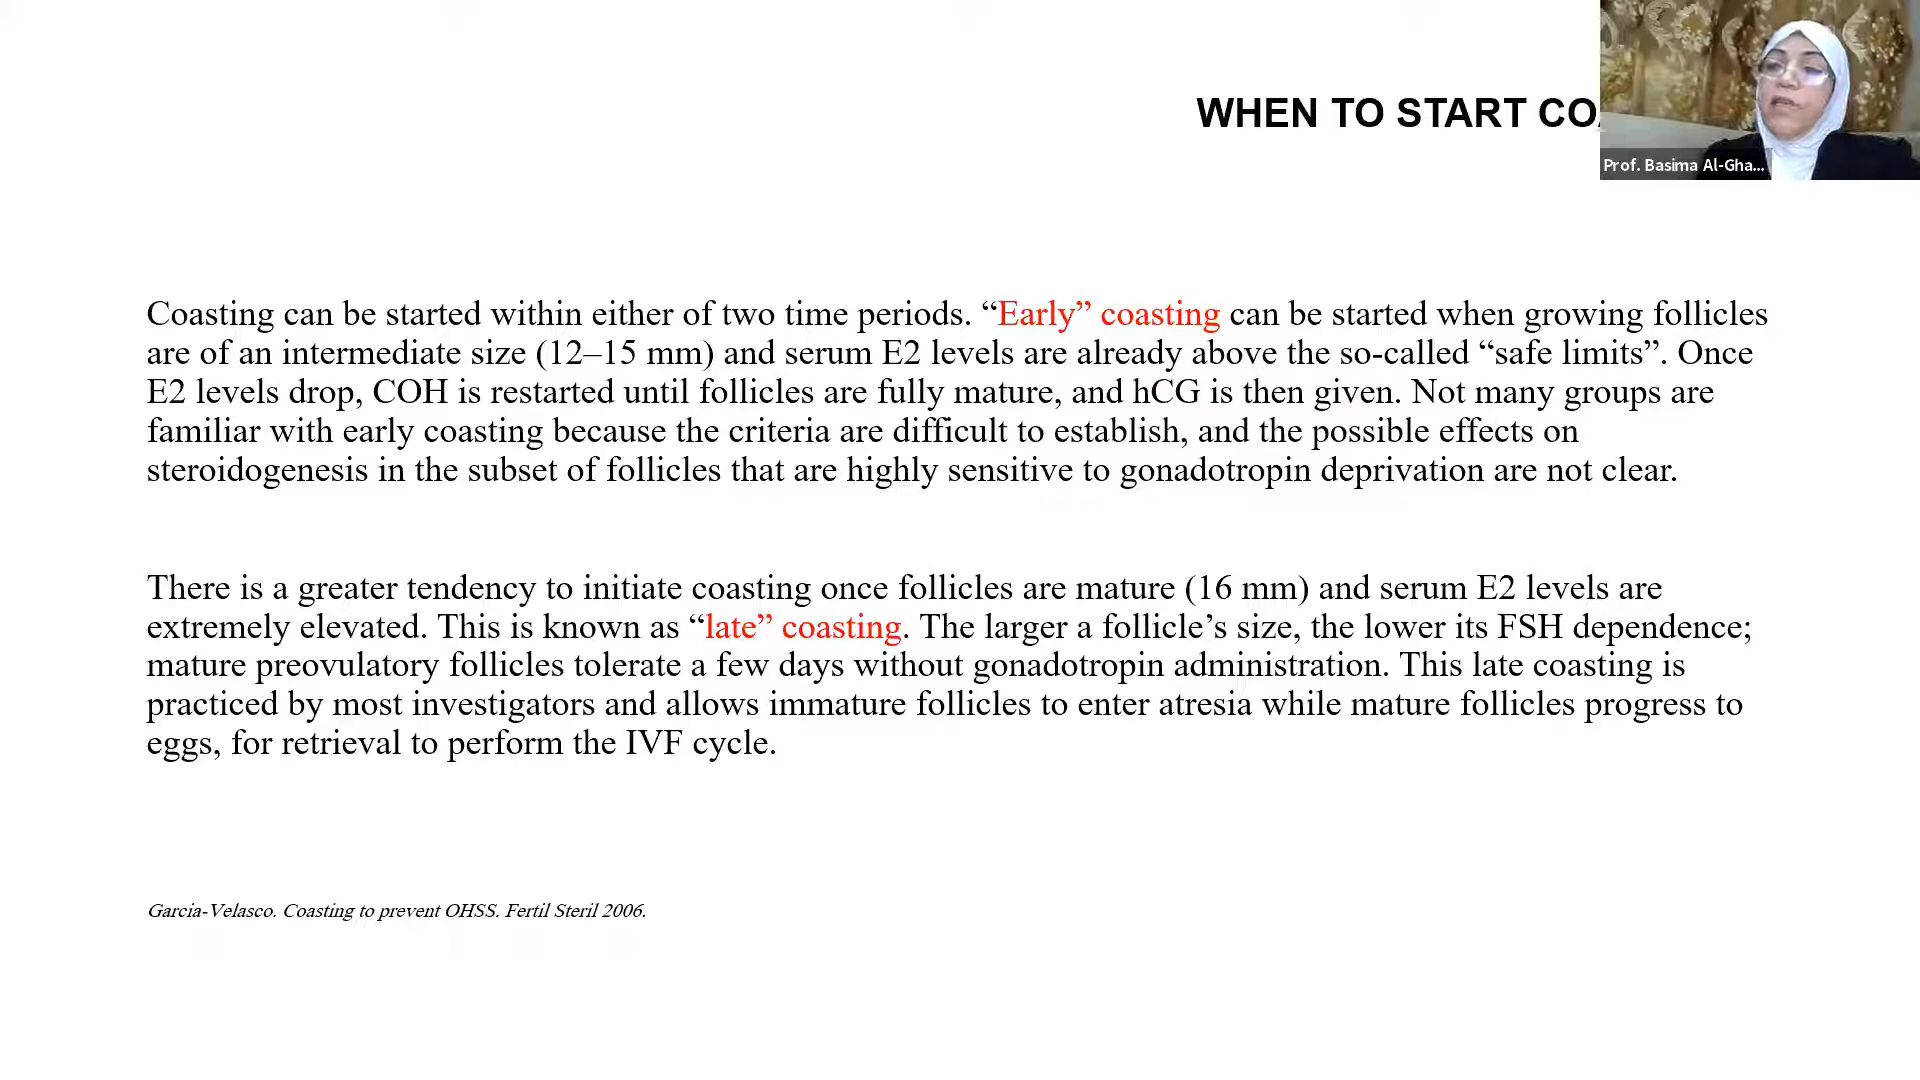 WHEN TO START
Prof. Basima Al-Gha...
Coasting can be started within either of two time periods. “Early” coasting can be started when growing follicles
are of an intermediate size (12–15 mm) and serum E2 levels are already above the so-called “safe limits”. Once
E2 levels drop, COH is restarted until follicles are fully mature, and hCG is then given. Not many groups are
familiar with early coasting because the criteria are difficult to establish, and the possible effects on
steroidogenesis in the subset of follicles that are highly sensitive to gonadotropin deprivation are not clear.
There is a greater tendency to initiate coasting once follicles are mature (16 mm) and serum E2 levels are
extremely elevated. This is known as “late” coasting. The larger a follicle’s size, the lower its FSH dependence;
mature preovulatory follicles tolerate a few days without gonadotropin administration. This late coasting is
practiced by most investigators and allows immature follicles to enter atresia while mature follicles progress to
eggs, for retrieval to perform the IVF cycle.
Garcia-Velasco. Coasting to prevent OHSS. Fertil Steril 2006.